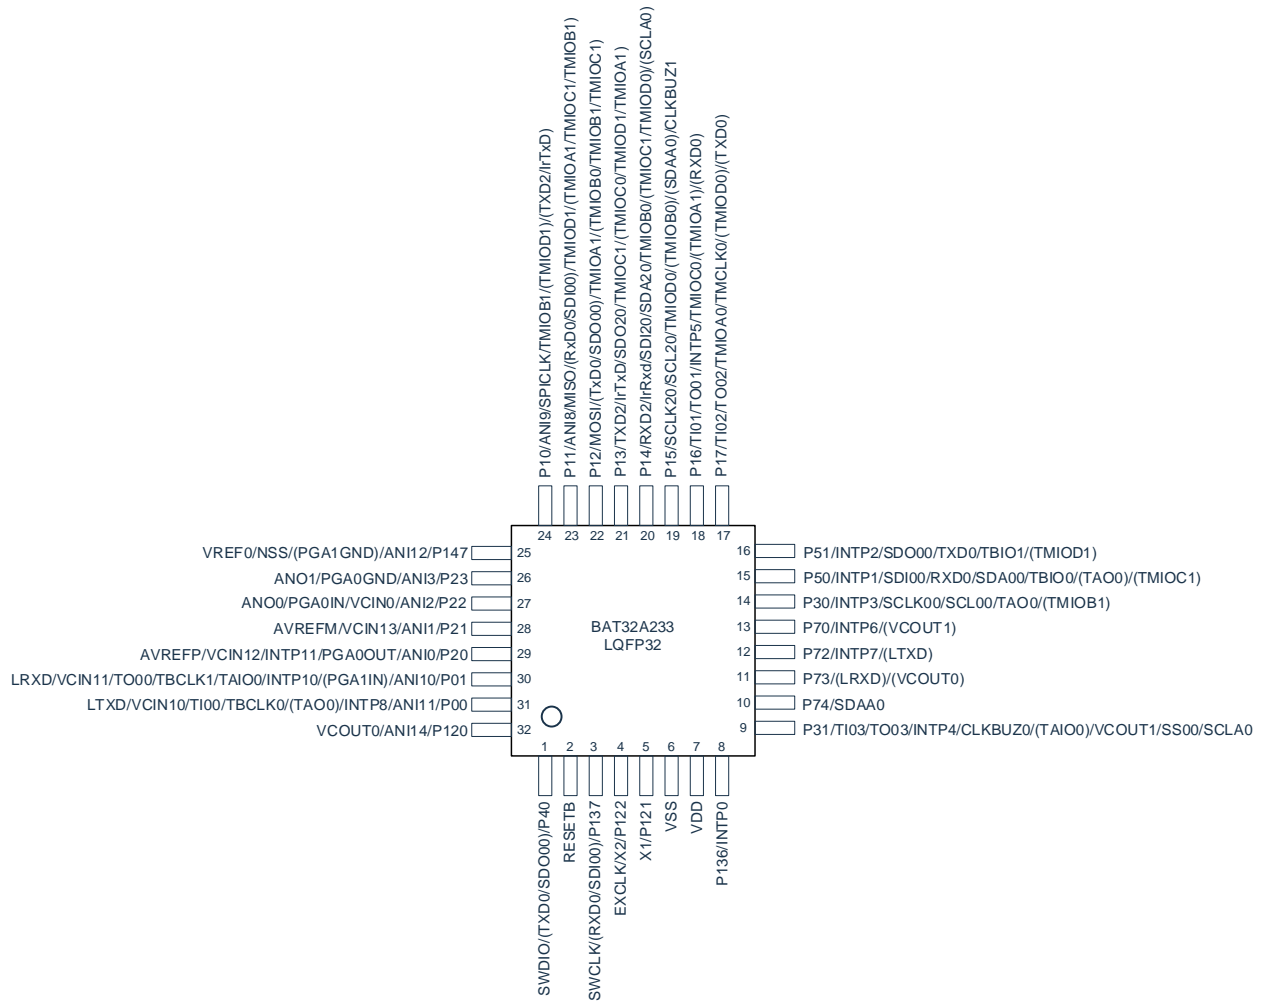 P10/ANI9/SPICLK/TMIOB1/(TMIOD1)/(TXD2/IrTxD)
P11/ANI8/MISO/(RxD0/SDI00)/TMIOD1/(TMIOA1/TMIOC1/TMIOB1)
P12/MOSI/(TxD0/SDO00)/TMIOA1/(TMIOB0/TMIOB1/TMIOC1)
P13/TXD2/IrTxD/SDO20/TMIOC1/(TMIOC0/TMIOD1/TMIOA1)
P14/RXD2/IrRxd/SDI20/SDA20/TMIOB0/(TMIOC1/TMIOD0)/(SCLA0)
P15/SCLK20/SCL20/TMIOD0/(TMIOB0)/(SDAA0)/CLKBUZ1
P16/TI01/TO01/INTP5/TMIOC0/(TMIOA1)/(RXD0)
P17/TI02/TO02/TMIOA0/TMCLK0/(TMIOD0)/(TXD0)
24 23 22 21 20 19 18 17
VREF0/NSS/(PGA1GND)/ANI12/P147 25
ANO1/PGA0GND/ANI3/P23 26
ANO0/PGA0IN/VCIN0/ANI2/P22 27
AVREFM/VCIN13/ANI1/P21 28
AVREFP/VCIN12/INTP11/PGA0OUT/ANI0/P20 29
LRXD/VCIN11/TO00/TBCLK1/TAIO0/INTP10/(PGA1IN)/ANI10/P01 30
LTXD/VCIN10/TI00/TBCLK0/(TAO0)/INTP8/ANI11/P00 31
VCOUT0/ANI14/P120 32
BAT32A233
LQFP32
16 P51/INTP2/SDO00/TXD0/TBIO1/(TMIOD1)
15 P50/INTP1/SDI00/RXD0/SDA00/TBIO0/(TAO0)/(TMIOC1)
14 P30/INTP3/SCLK00/SCL00/TAO0/(TMIOB1)
13 P70/INTP6/(VCOUT1)
12 P72/INTP7/(LTXD)
11 P73/(LRXD)/(VCOUT0)
10 P74/SDAA0
9 P31/TI03/TO03/INTP4/CLKBUZ0/(TAIO0)/VCOUT1/SS00/SCLA0
1 2 3 4 5 6 7 8
SWDIO/(TXD0/SDO00)/P40
RESETB
SWCLK/(RXD0/SDI00)/P137
EXCLK/X2/P122
X1/P121
VSS
VDD
P136/INTP0